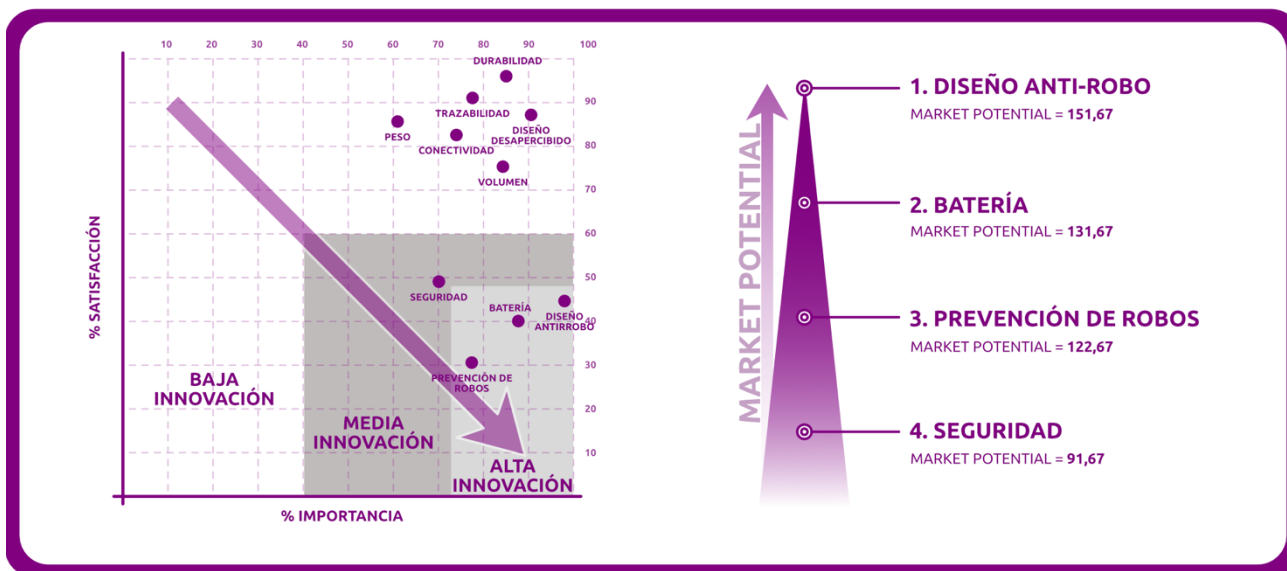 10 20 30 40 50 60 70 80 90 100
DURABILIDAD
90
TRAZABILIDAD
DISEÑO
DESAPERCIBIDO
PESO
CONECTIVIDAD
80
VOLUMEN
70
60
50
SEGURIDAD
BATERÍA
DISEÑO
ANTIRROBO
40
30
PREVENCIÓN DE
ROBOS
20
10
% SATISFACCIÓN
BAJA
INNOVACIÓN
MEDIA
INNOVACIÓN
ALTA
INNOVACIÓN
% IMPORTANCIA
MARKET POTENTIAL
1. DISEÑO ANTI-ROBO
MARKET POTENTIAL = 151,67
2. BATERÍA
MARKET POTENTIAL = 131,67
3. PREVENCIÓN DE ROBOS
MARKET POTENTIAL = 122,67
4. SEGURIDAD
MARKET POTENTIAL = 91,67